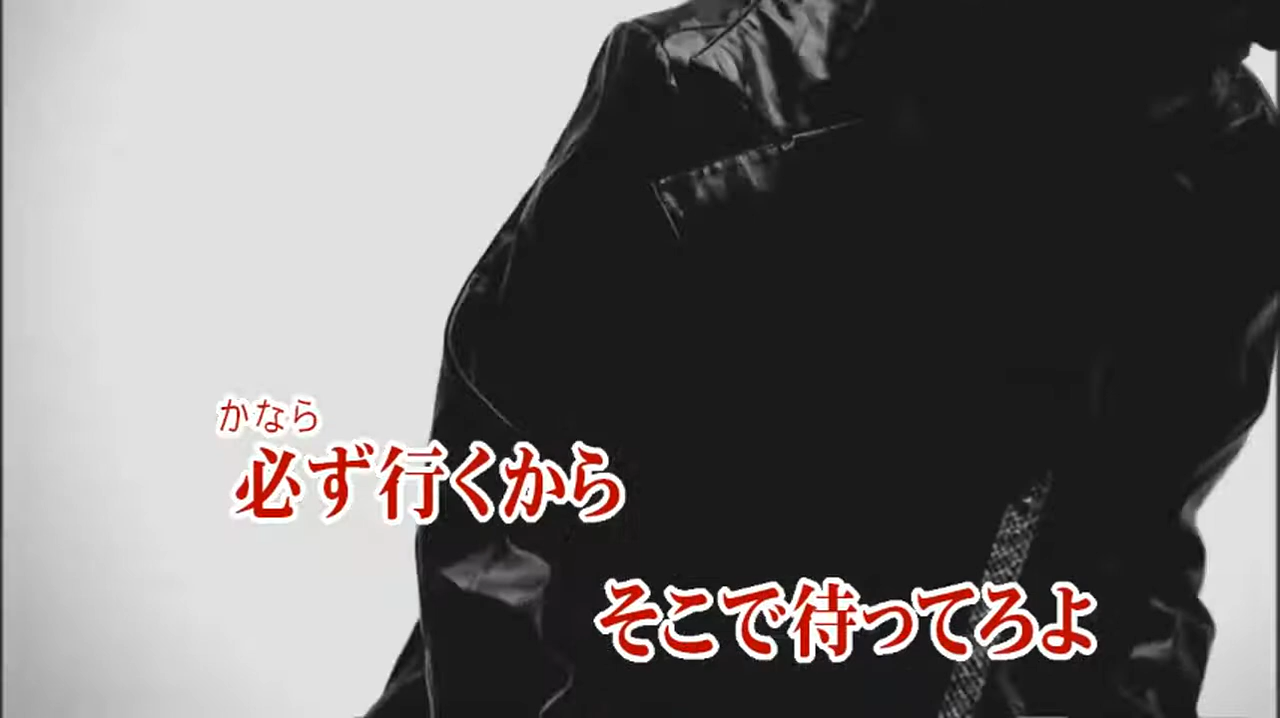 かなら
必ず行くから
そこで待ってろよ